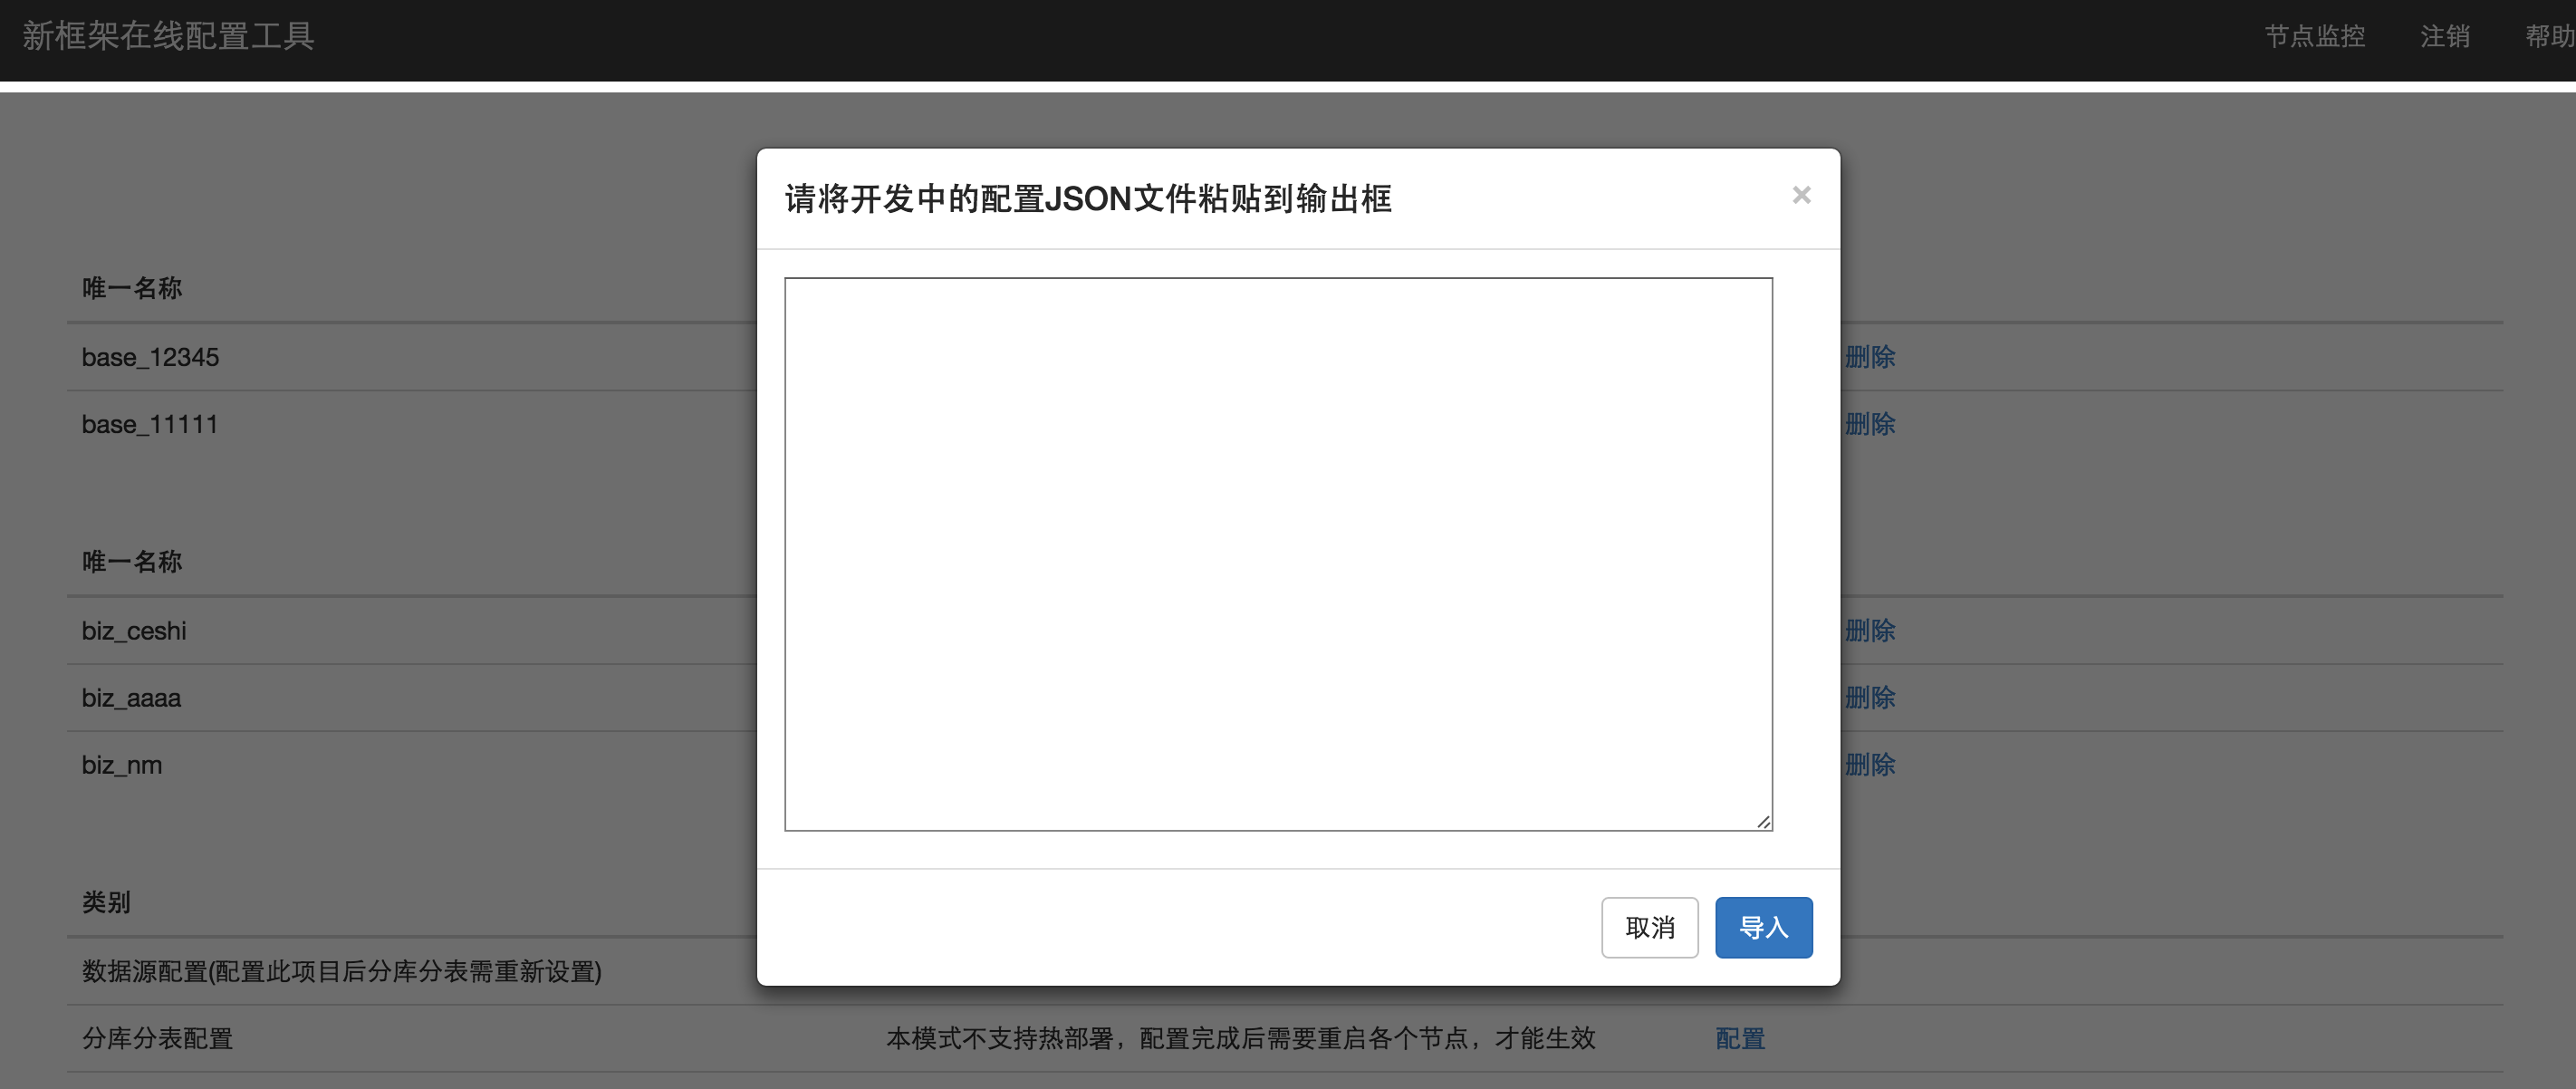 新框架在线配置工具 节点监控 注销 帮助
请将开发中的配置JSON文件粘贴到输出框 ×
唯一名称
base_12345 删除
base_11111 删除
唯一名称
biz_ceshi 删除
biz_aaaa 删除
biz_nm 删除
类别
取消 导入
数据源配置(配置此项目后分库分表需重新设置)
分库分表配置 本模式不支持热部署，配置完成后需要重启各个节点，才能生效 配置